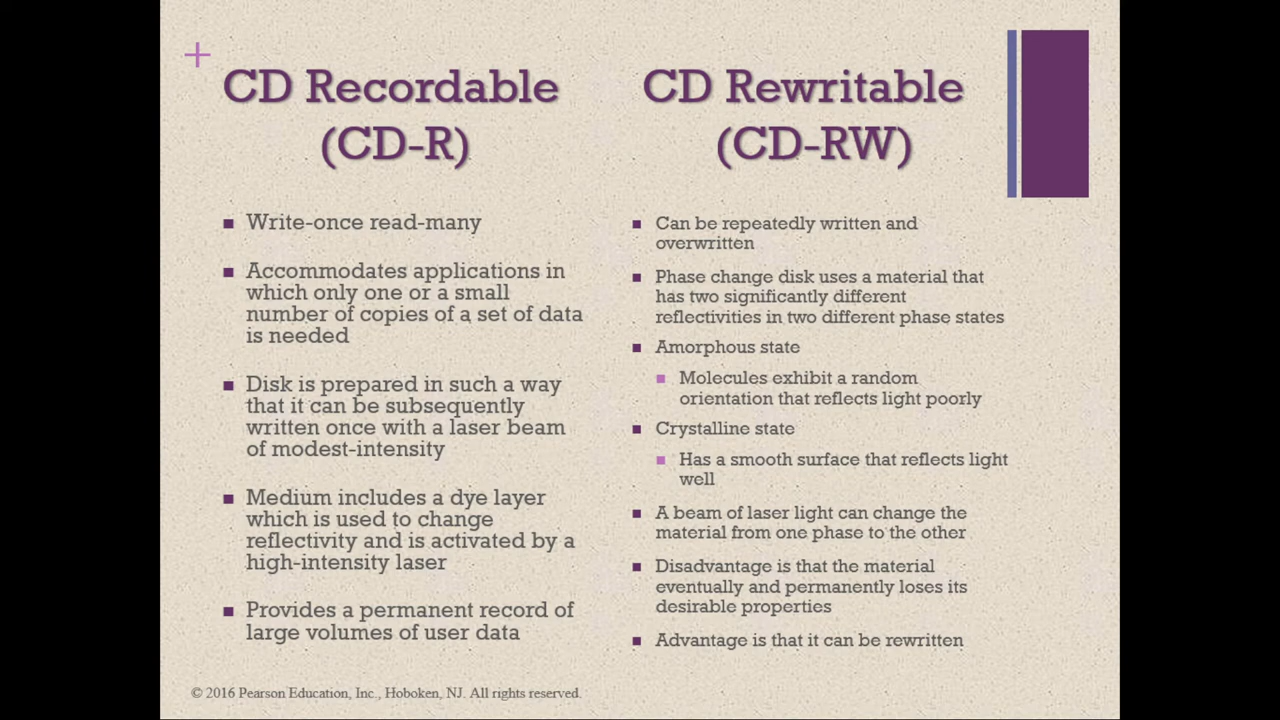 CD Recordable
(CD-R)
Write-once read-many
Accommodates applications in
which only one or a small
number of copies of a set of data
is needed
Disk is prepared in such a way
that it can be subsequently
written once with a laser beam
of modest-intensity
Medium includes a dye layer
which is used to change
reflectivity and is activated by a
high-intensity laser
Provides a permanent record of
large volumes of user data
CD Rewritable
(CD-RW)
Can be repeatedly written and
overwritten
Phase change disk uses a material that
has two significantly different
reflectivities in two different phase states
Amorphous state
Molecules exhibit a random
orientation that reflects light poorly
Crystalline state
Has a smooth surface that reflects light
well
A beam of laser light can change the
material from one phase to the other
Disadvantage is that the material
eventually and permanently loses its
desirable properties
Advantage is that it can be rewritten
© 2016 Pearson Education, Inc., Hoboken, NJ. All rights reserved.